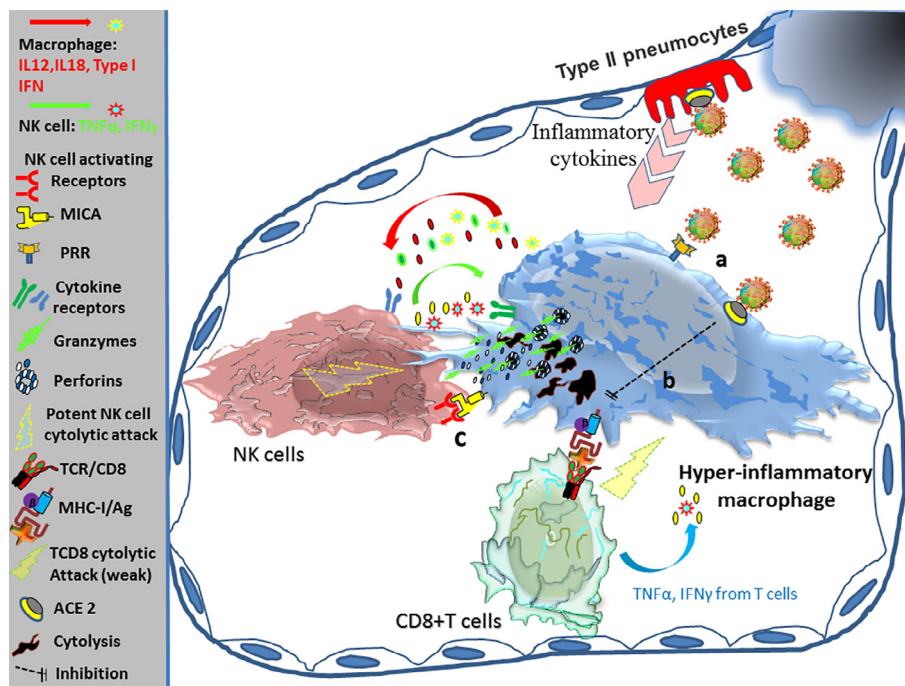 Macrophage:
IL12,IL18, Type I
IFN
NK cell: TNFα, IFNγ
NK cell activating
Receptors
MICA
PRR
Cytokine
receptors
Granzymes
Perforins
Potent NK cell
cytolytic attack
TCR/CD8
β
MHC-I/Ag
TCD8 cytolytic
Attack (weak)
ACE 2
Cytolysis
Inhibition
Type II pneumocytes
Inflammatory
cytokines
a
b
c
NK cells
β
Hyper-inflammatory
macrophage
TNFα, IFNγ from T cells
CD8+T cells